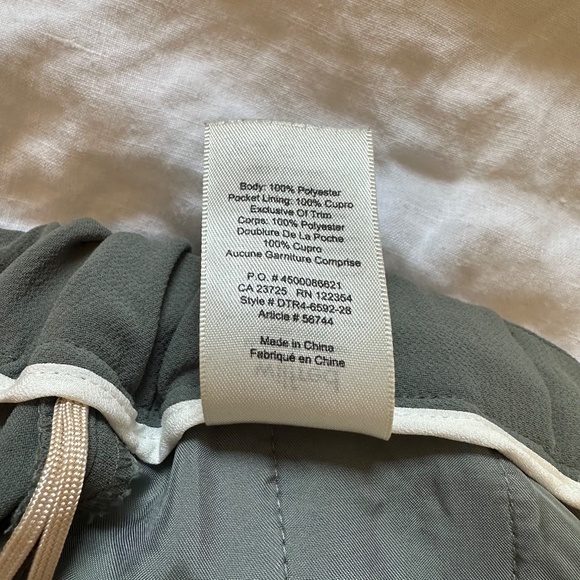 Body: 100% Polyester
Pocket Lining: 100% Cupro
Exclusive Of Trim
Corps: 100% Polyester
Doublure De La Poche
100% Cupro
Aucune Garniture Comprise
P.O. # 4500086621
CA 23725 RN 122354
Style # DTR4-6592-28
Article # 56744
Made in China
Fabriqué en Chine
wilfred